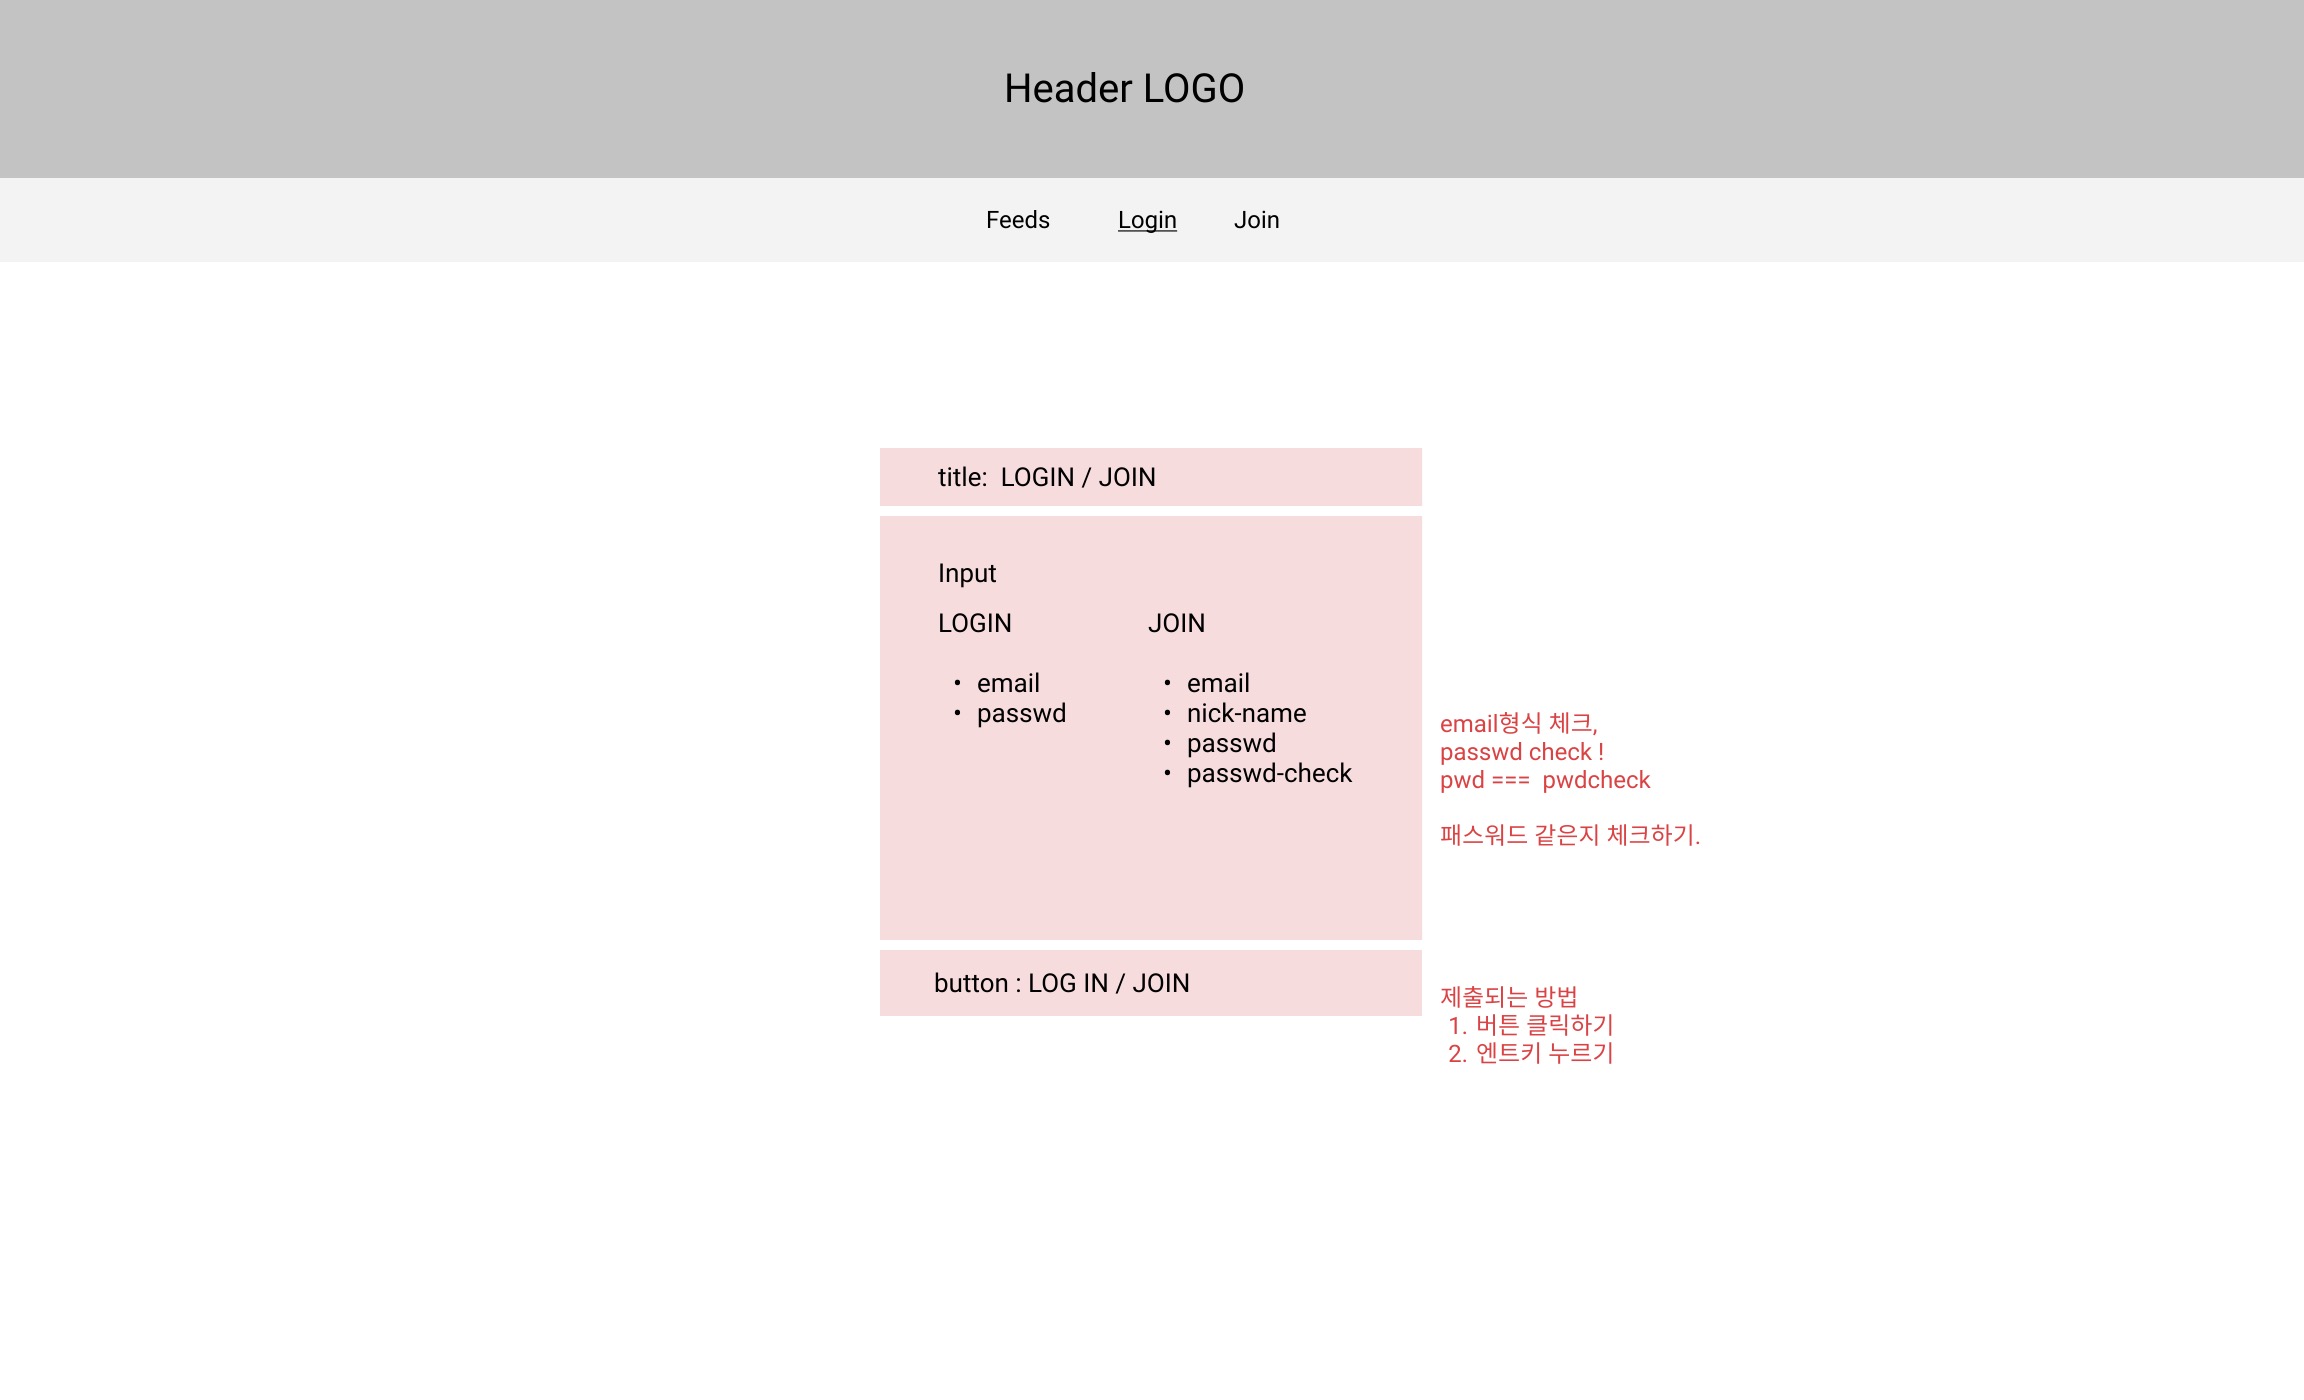 Header LOGO
Feeds Login Join
title:  LOGIN / JOIN
Input
LOGIN
• email
• passwd
JOIN
• email
• nick-name
• passwd
• passwd-check
email형식 체크,
passwd check !
pwd ===  pwdcheck
패스워드 같은지 체크하기.
button : LOG IN / JOIN
제출되는 방법
1. 버튼 클릭하기
2. 엔트키 누르기